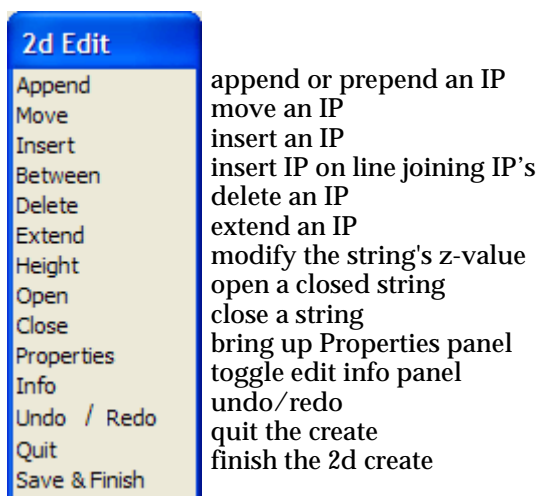 2d Edit
Append append or prepend an IP
Move move an IP
Insert insert an IP
Between insert IP on line joining IP's
Delete delete an IP
Extend extend an IP
Height modify the string's z-value
Open open a closed string
Close close a string
Properties bring up Properties panel
Info toggle edit info panel
Undo / Redo undo/redo
Quit quit the create
Save & Finish finish the 2d create